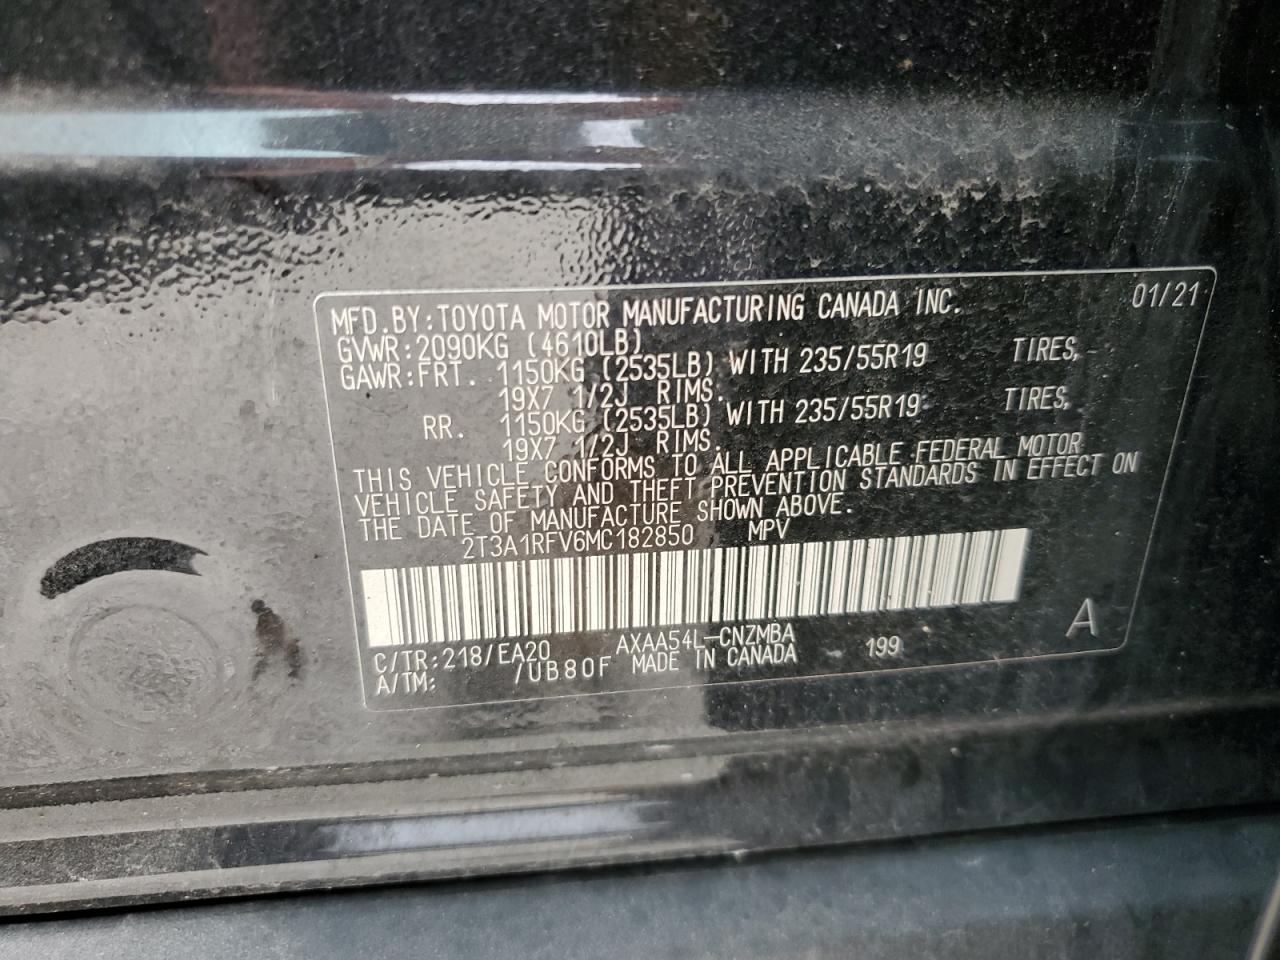 MFD.BY:TOYOTA MOTOR MANUFACTURING CANADA INC. 01/21
GVWR:2090KG (4610LB)
GAWR:FRT. 1150KG (2535LB) WITH 235/55R19 TIRES,
19X7 1/2J RIMS.
RR. 1150KG (2535LB) WITH 235/55R19 TIRES,
19X7 1/2J RIMS.
THIS VEHICLE CONFORMS TO ALL APPLICABLE FEDERAL MOTOR
VEHICLE SAFETY AND THEFT PREVENTION STANDARDS IN EFFECT ON
THE DATE OF MANUFACTURE SHOWN ABOVE.
2T3A1RFV6MC182850 MPV
C/TR:218/EA20 AXAA54L-CNZMBA 199 A
A/TM: /UB80F MADE IN CANADA